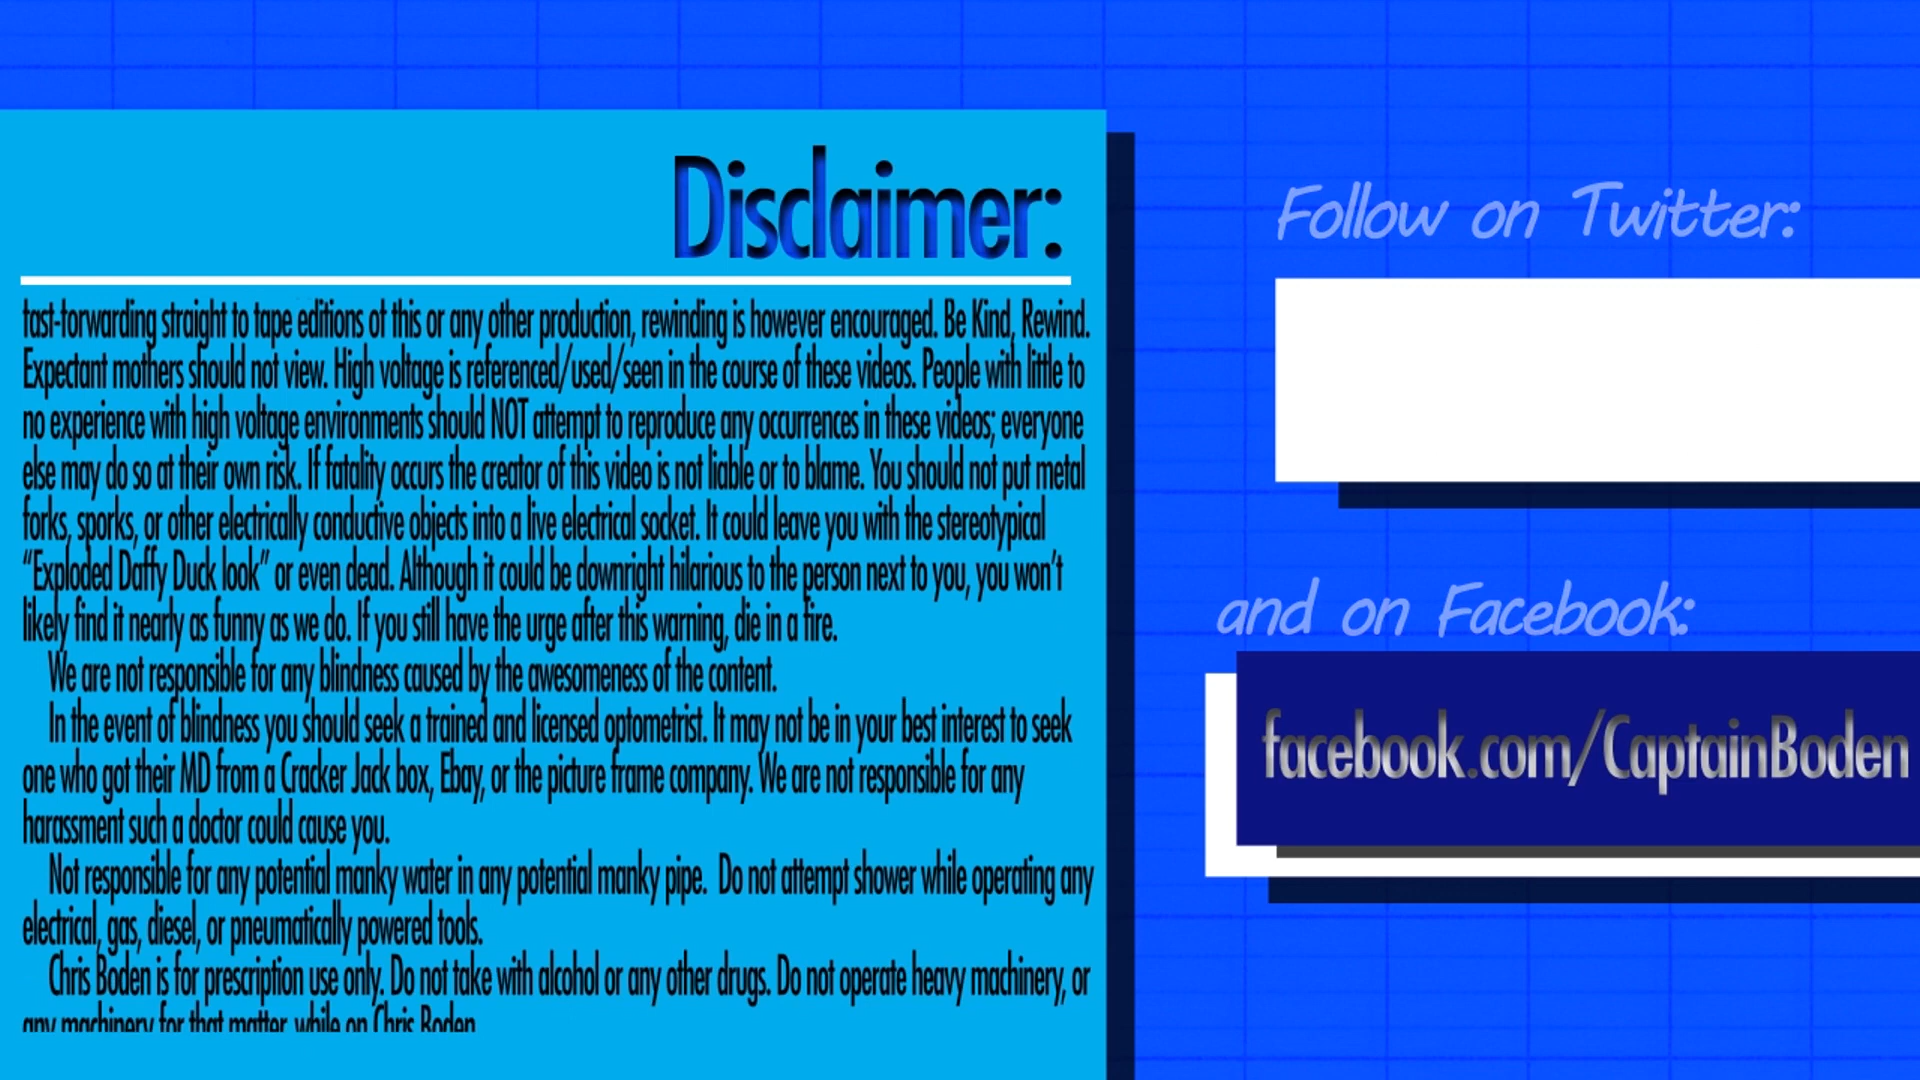 Disclaimer:
fast-forwarding straight to tape editions of this or any other production, rewinding is however encouraged. Be Kind, Rewind.
Expectant mothers should not view. High voltage is referenced/used/seen in the course of these videos. People with little to
no experience with high voltage environments should NOT attempt to reproduce any occurrences in these videos; everyone
else may do so at their own risk. If fatality occurs the creator of this video is not liable or to blame. You should not put metal
forks, sporks, or other electrically conductive objects into a live electrical socket. It could leave you with the stereotypical
“Exploded Daffy Duck look” or even dead. Although it could be downright hilarious to the person next to you, you won’t
likely find it nearly as funny as we do. If you still have the urge after this warning, die in a fire.
We are not responsible for any blindness caused by the awesomeness of the content.
In the event of blindness you should seek a trained and licensed optometrist. It may not be in your best interest to seek
one who got their MD from a Cracker Jack box, Ebay, or the picture frame company. We are not responsible for any
harassment such a doctor could cause you.
Not responsible for any potential manky water in any potential manky pipe. Do not attempt shower while operating any
electrical, gas, diesel, or pneumatically powered tools.
Chris Boden is for prescription use only. Do not take with alcohol or any other drugs. Do not operate heavy machinery, or
any machinery for that matter, while on Chris Boden
Follow on Twitter:
and on Facebook:
facebook.com/CaptainBoden